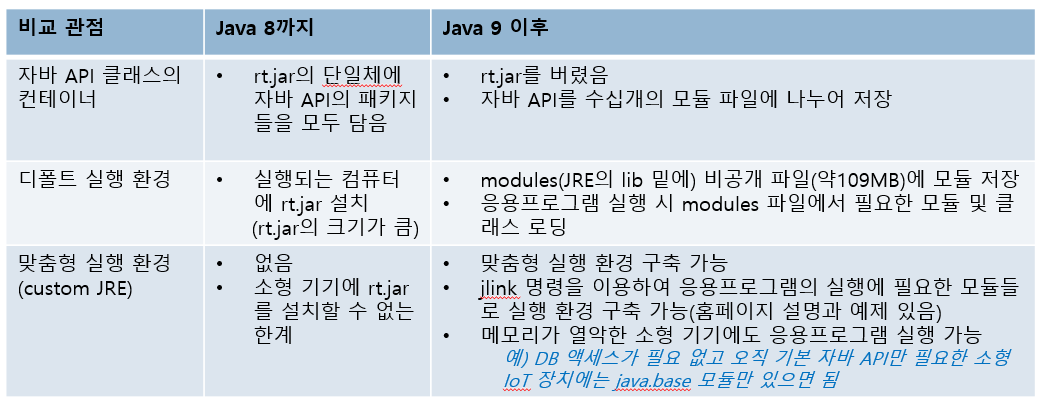 비교 관점
Java 8까지
Java 9 이후
자바 API 클래스의
컨테이너
• rt.jar의 단일체에
자바 API의 패키지
들을 모두 담음
• rt.jar를 버렸음
• 자바 API를 수십개의 모듈 파일에 나누어 저장
디폴트 실행 환경
• 실행되는 컴퓨터
에 rt.jar 설치
(rt.jar의 크기가 큼)
• modules(JRE의 lib 밑에) 비공개 파일(약109MB)에 모듈 저장
• 응용프로그램 실행 시 modules 파일에서 필요한 모듈 및 클
래스 로딩
맞춤형 실행 환경
(custom JRE)
• 없음
• 소형 기기에 rt.jar
를 설치할 수 없는
한계
• 맞춤형 실행 환경 구축 가능
• jlink 명령을 이용하여 응용프로그램의 실행에 필요한 모듈들
로 실행 환경 구축 가능(홈페이지 설명과 예제 있음)
• 메모리가 열악한 소형 기기에도 응용프로그램 실행 가능
예) DB 액세스가 필요 없고 오직 기본 자바 API만 필요한 소형
IoT 장치에는 java.base 모듈만 있으면 됨